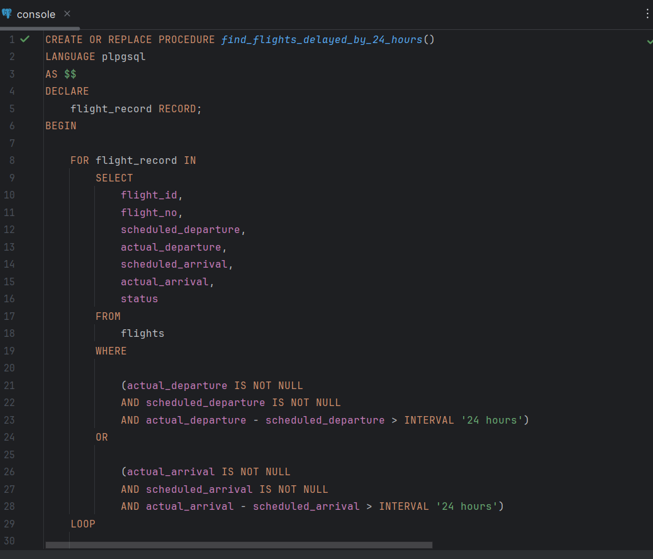 console ×
1 CREATE OR REPLACE PROCEDURE find_flights_delayed_by_24_hours()
2 LANGUAGE plpgsql
3 AS $$
4 DECLARE
5     flight_record RECORD;
6 BEGIN
7
8     FOR flight_record IN
9         SELECT
10             flight_id,
11             flight_no,
12             scheduled_departure,
13             actual_departure,
14             scheduled_arrival,
15             actual_arrival,
16             status
17         FROM
18             flights
19         WHERE
20
21             (actual_departure IS NOT NULL
22             AND scheduled_departure IS NOT NULL
23             AND actual_departure - scheduled_departure > INTERVAL '24 hours')
24         OR
25
26             (actual_arrival IS NOT NULL
27             AND scheduled_arrival IS NOT NULL
28             AND actual_arrival - scheduled_arrival > INTERVAL '24 hours')
29     LOOP
30